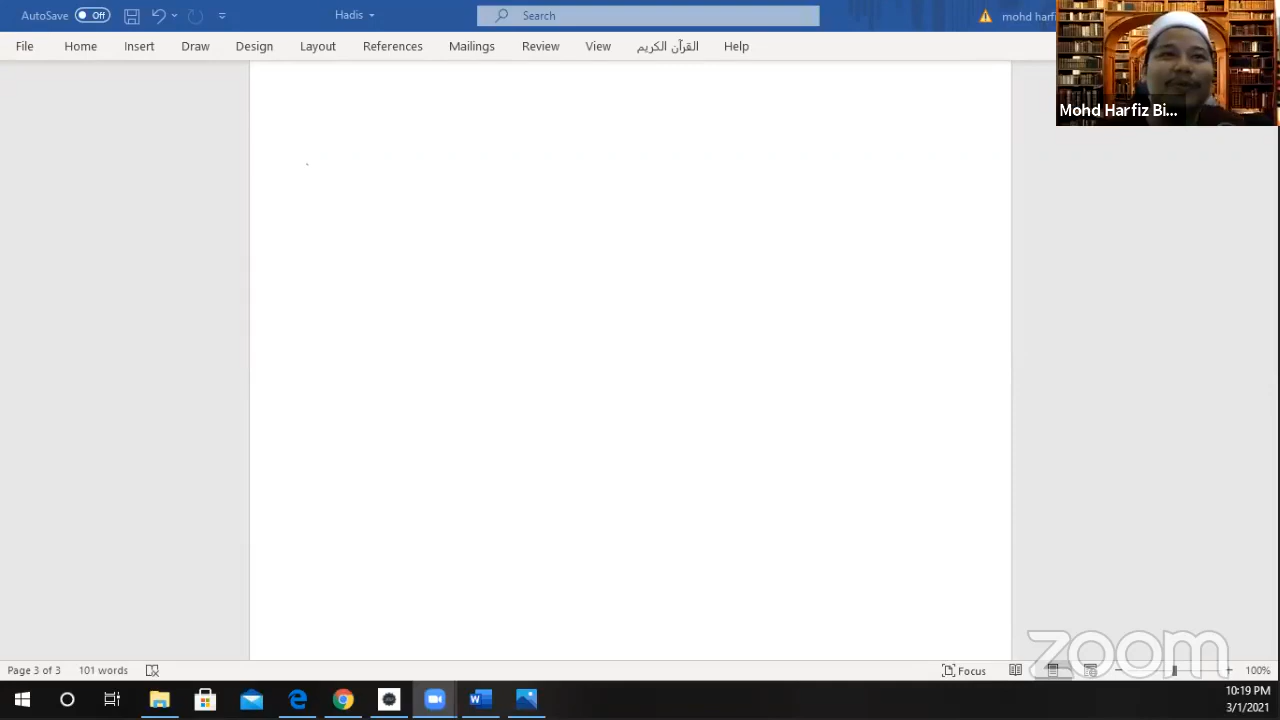 AutoSave Off Hadis Search mohd harfi
File Home Insert Draw Design Layout References Mailings Review View القرآن الكريم Help
Mohd Harfiz Bi...
zoom
Page 3 of 3 101 words Focus 100%
10:19 PM
3/1/2021